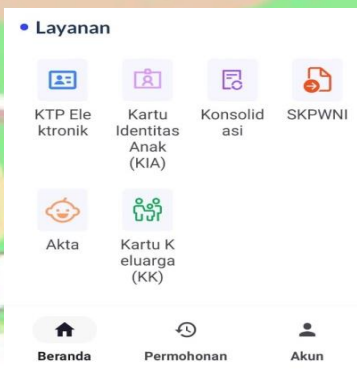 Layanan
KTP Ele
ktronik
Kartu
Identitas
Anak
(KIA)
Konsolid
asi
SKPWNI
Akta
Kartu K
eluarga
(KK)
Beranda
Permohonan
Akun